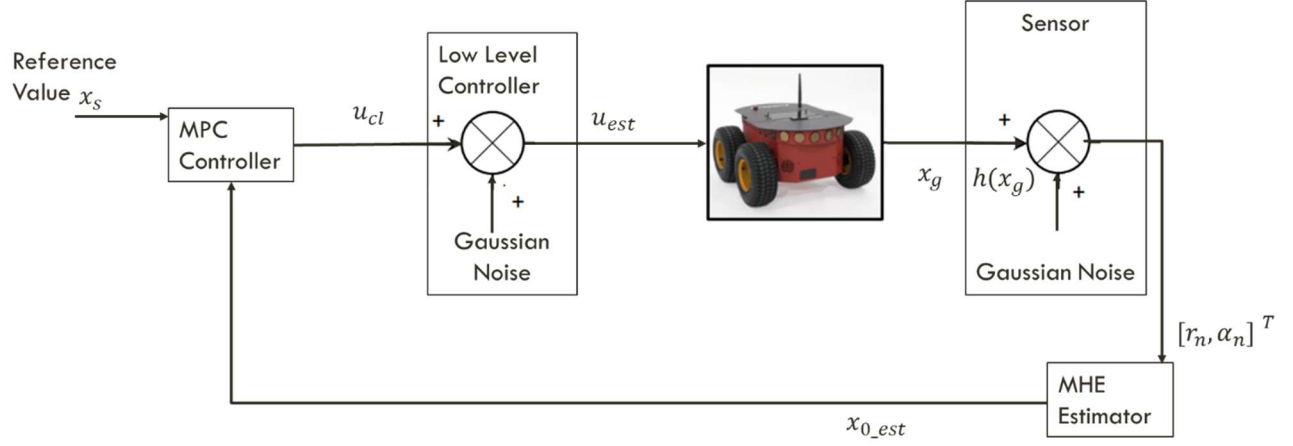 Reference
Value x_s
MPC
Controller
u_cl
+
Low Level
Controller
+
Gaussian
Noise
u_est
x_g
Sensor
+
h(x_g)
+
Gaussian Noise
[r_n, α_n]^T
MHE
Estimator
x_0_est